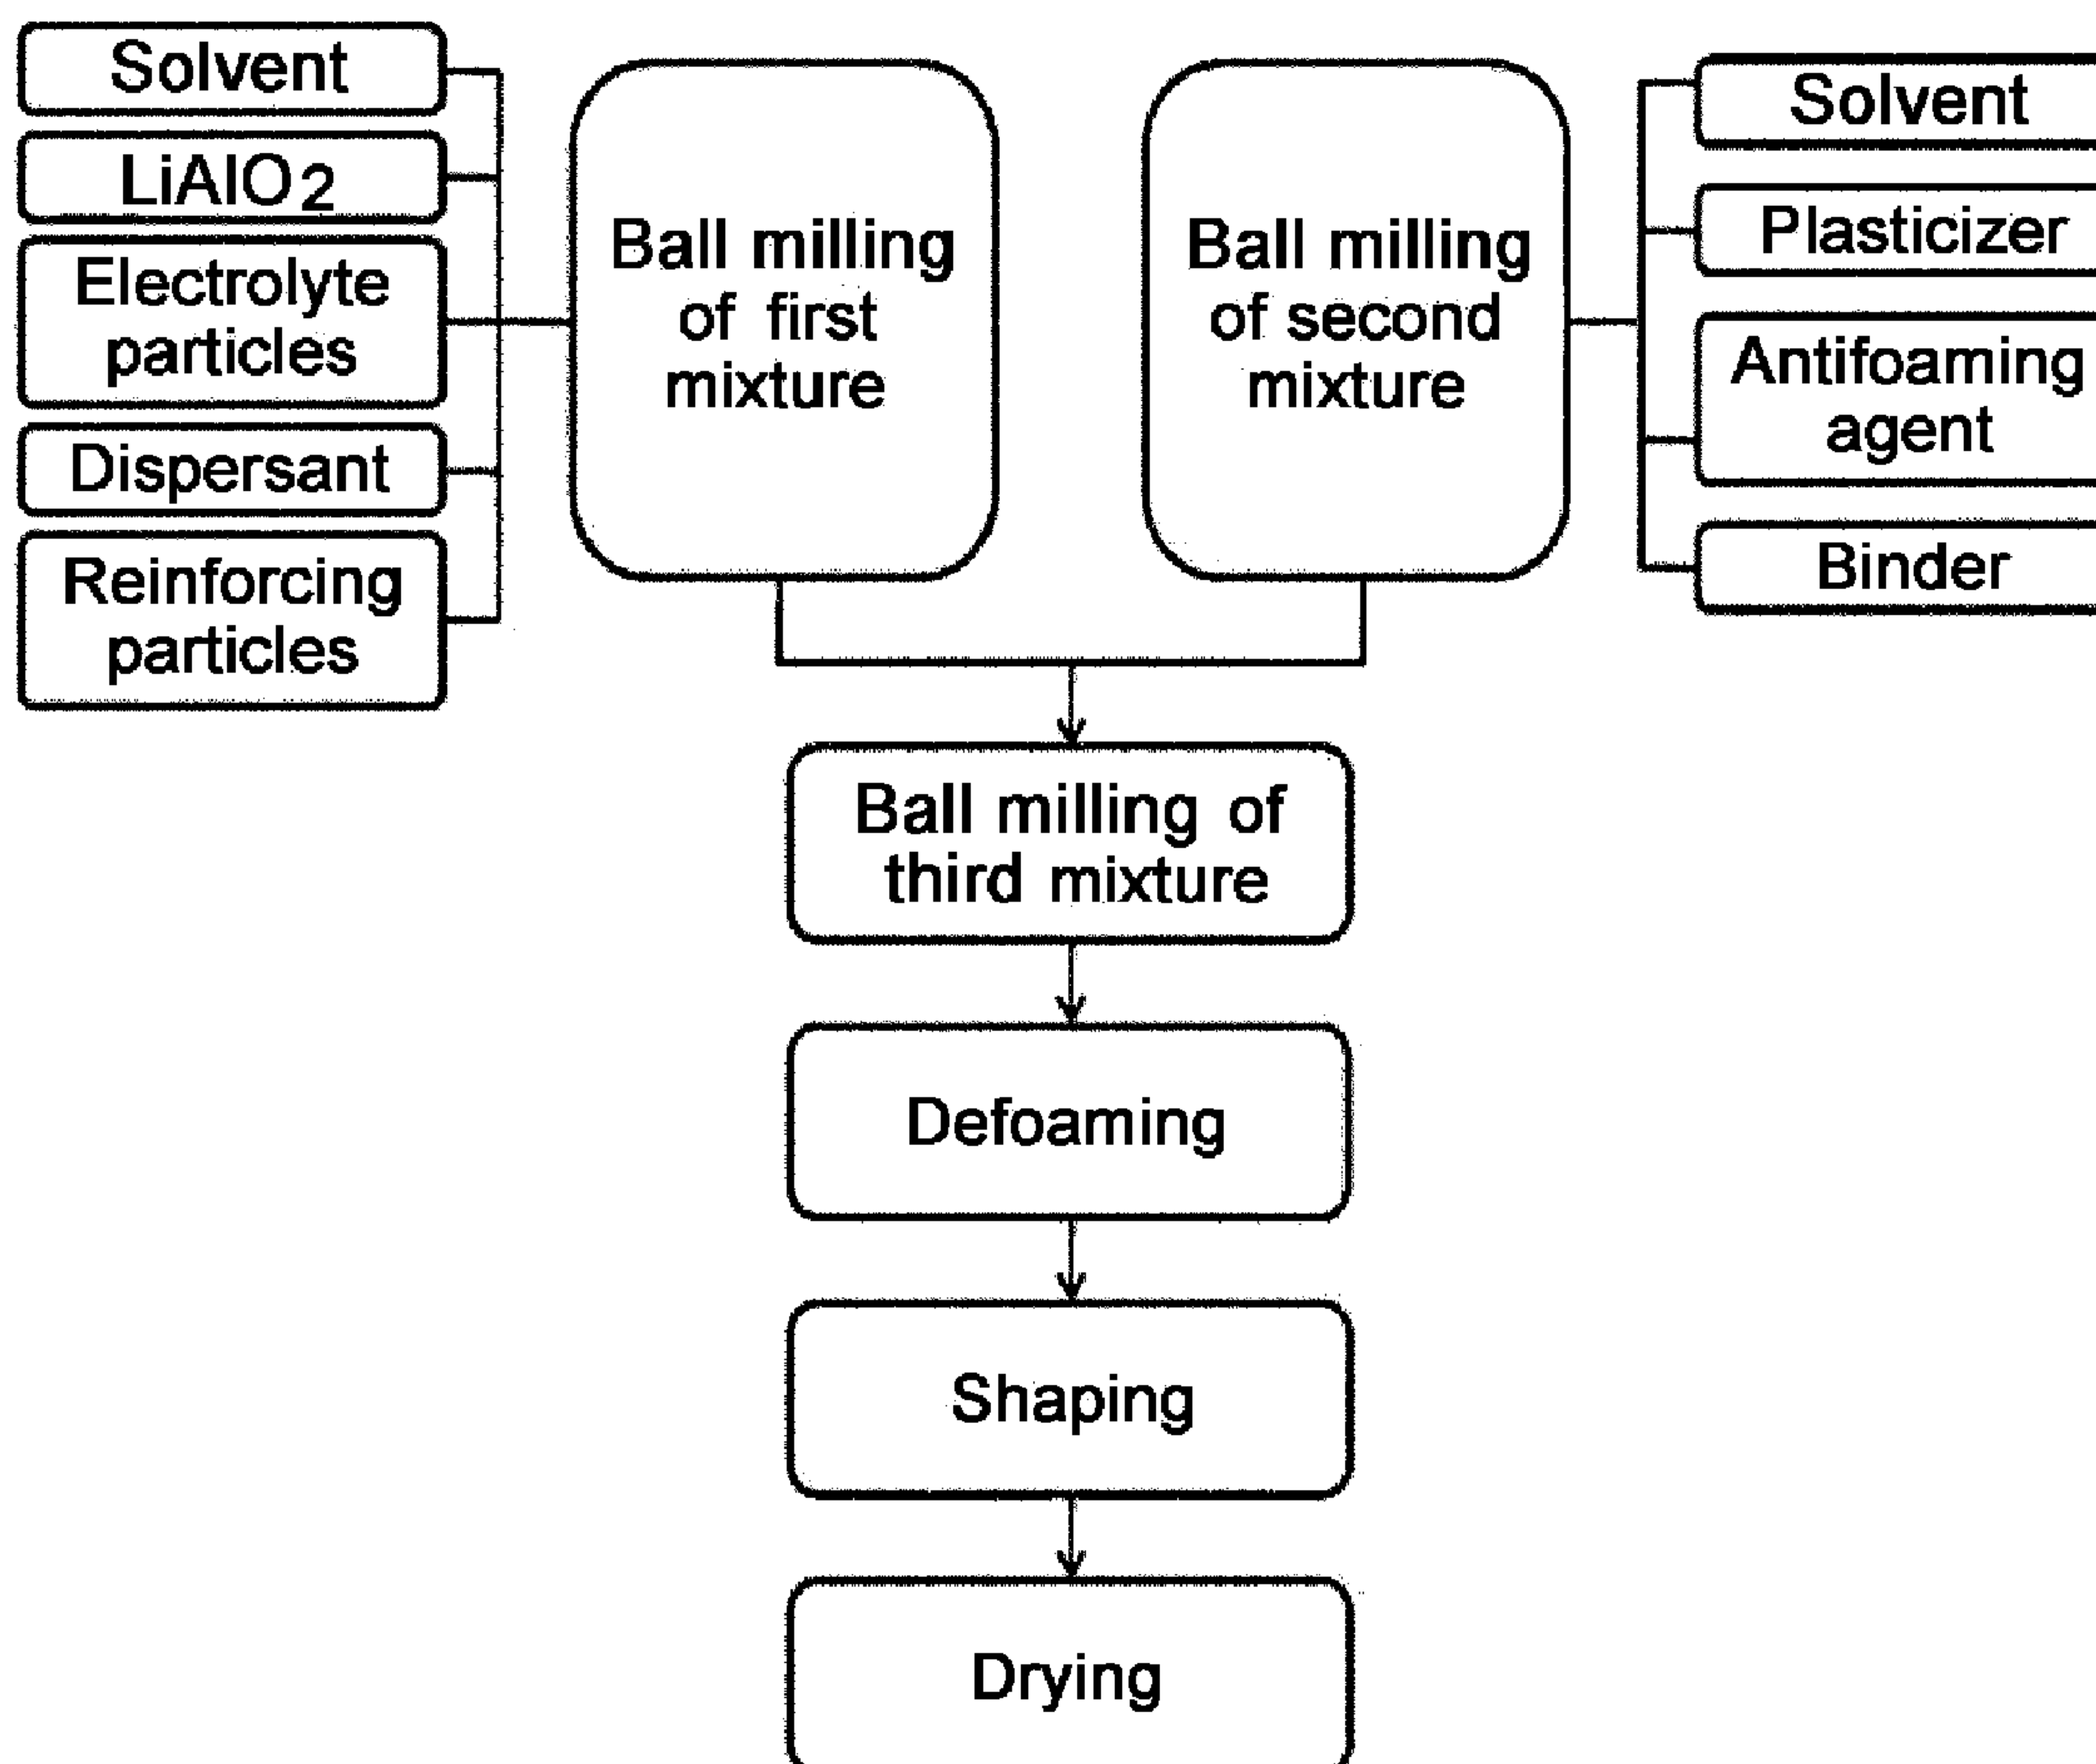 Solvent
LiAlO2
Electrolyte
particles
Dispersant
Reinforcing
particles
Ball milling
of first
mixture
Ball milling
of second
mixture
Solvent
Plasticizer
Antifoaming
agent
Binder
Ball milling of
third mixture
Defoaming
Shaping
Drying